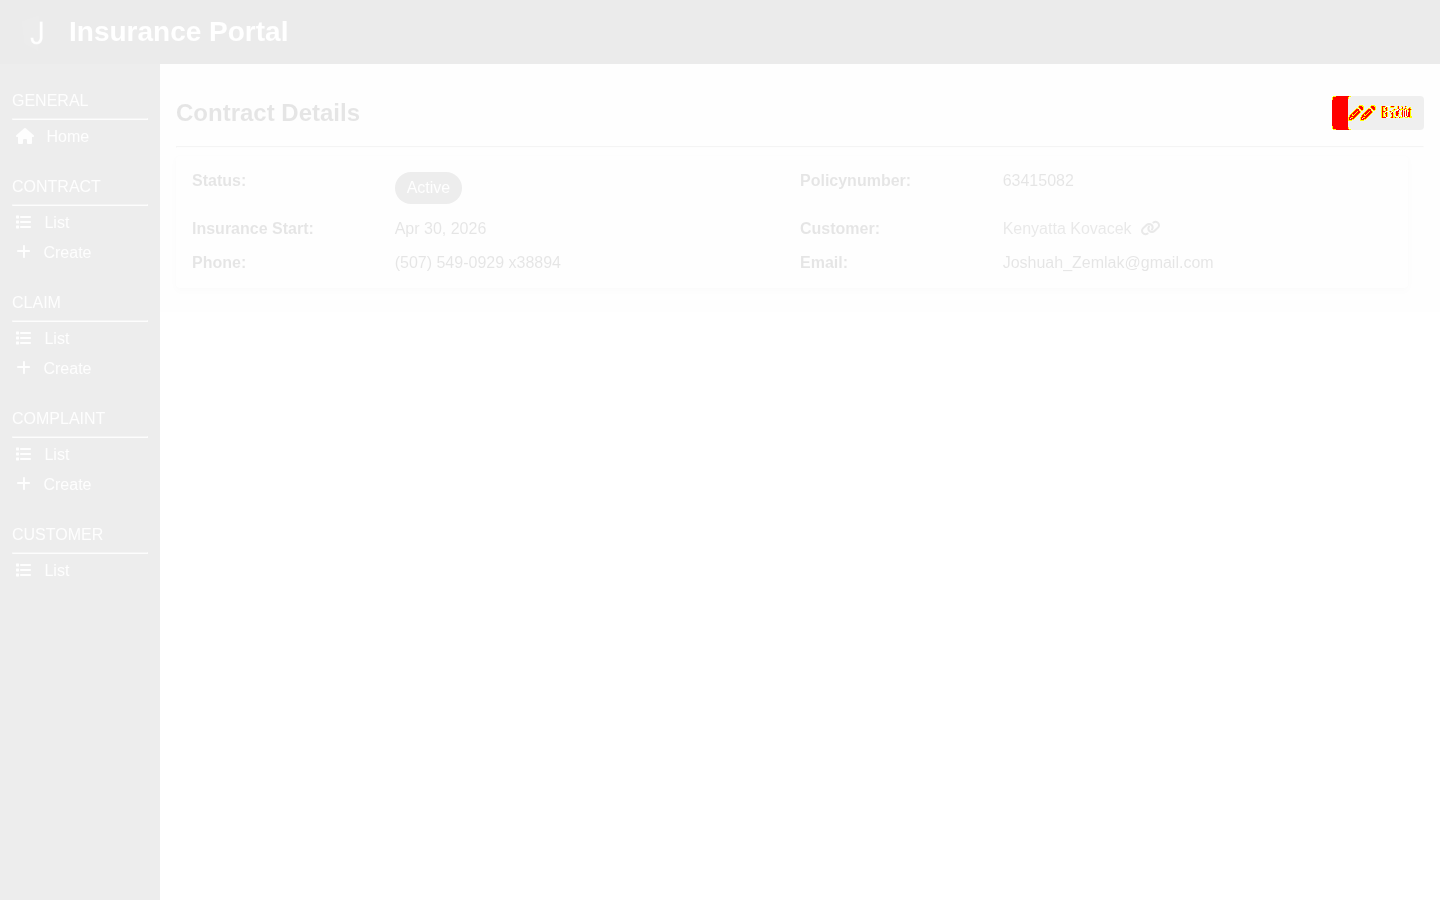 J Insurance Portal
GENERAL
Home
CONTRACT
List
Create
CLAIM
List
Create
COMPLAINT
List
Create
CUSTOMER
List
Contract Details
Status: Active Policynumber: 63415082
Insurance Start: Apr 30, 2026 Customer: Kenyatta Kovacek
Phone: (507) 549-0929 x38894 Email: Joshuah_Zemlak@gmail.com